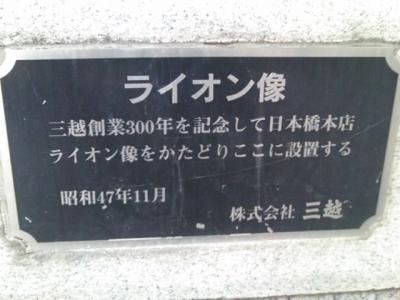 ライオン像
三越創業300年を記念して日本橋本店
ライオン像をかたどりここに設置する
昭和47年11月
株式会社 三越